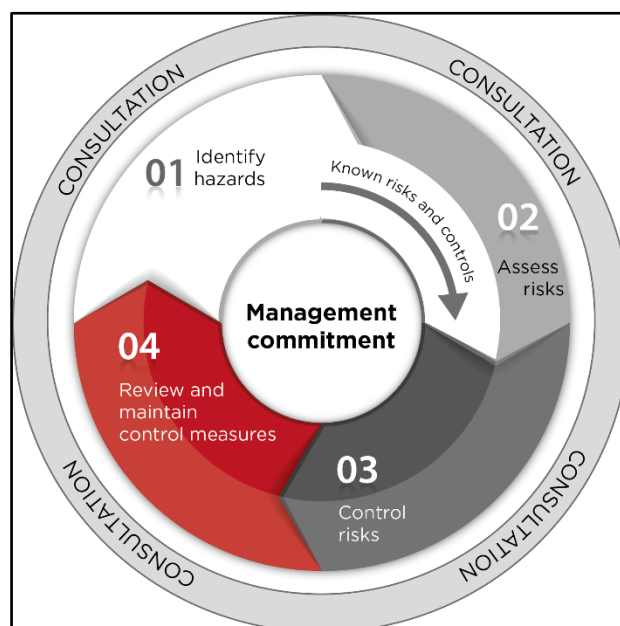 CONSULTATION
CONSULTATION
01
Identify
hazards
Known risks and controls
02
Assess
risks
Management
commitment
04
Review and
maintain
control measures
03
Control
risks
CONSULTATION
CONSULTATION